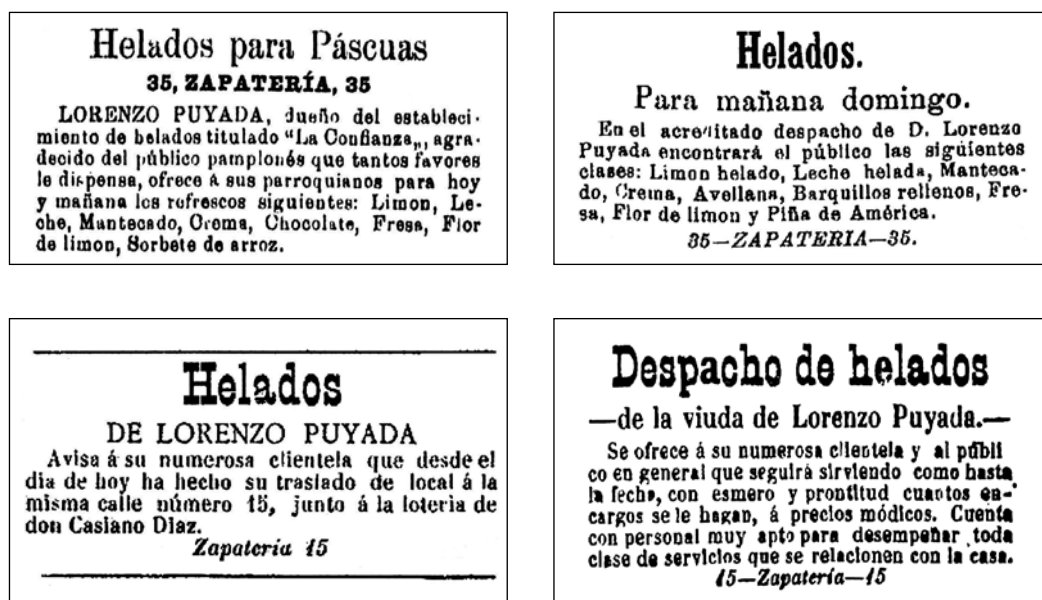 Helados para Páscuas
35, ZAPATERÍA, 35
LORENZO PUYADA, dueño del estableci-
miento de helados titulado "La Confianza„, agra-
decido del público pamplonés que tantos favores
le dispensa, ofrece á sus parroquianos para hoy
y mañana los refrescos siguientes: Limon, Le-
che, Mantecado, Crema, Chocolate, Fresa, Flor
de limon, Sorbete de arroz.
Helados.
Para mañana domingo.
En el acreditado despacho de D. Lorenzo
Puyada encontrará el público las siguientes
clases: Limon helado, Leche helada, Manteca-
do, Crema, Avellana, Barquillos rellenos, Fre-
sa, Flor de limon y Piña de América.
35—ZAPATERIA—35.
Helados
DE LORENZO PUYADA
Avisa á su numerosa clientela que desde el
dia de hoy ha hecho su traslado de local á la
misma calle número 15, junto á la loteria de
don Casiano Diaz.
Zapatería 15
Despacho de helados
—de la viuda de Lorenzo Puyada.—
Se ofrece á su numerosa clientela y al públi
co en general que seguirá sirviendo como hasta
la fecha, con esmero y prontitud cuantos en-
cargos se le hagan, á precios módicos. Cuenta
con personal muy apto para desempeñar toda
clase de servicios que se relacionen con la casa.
15—Zapatería—15